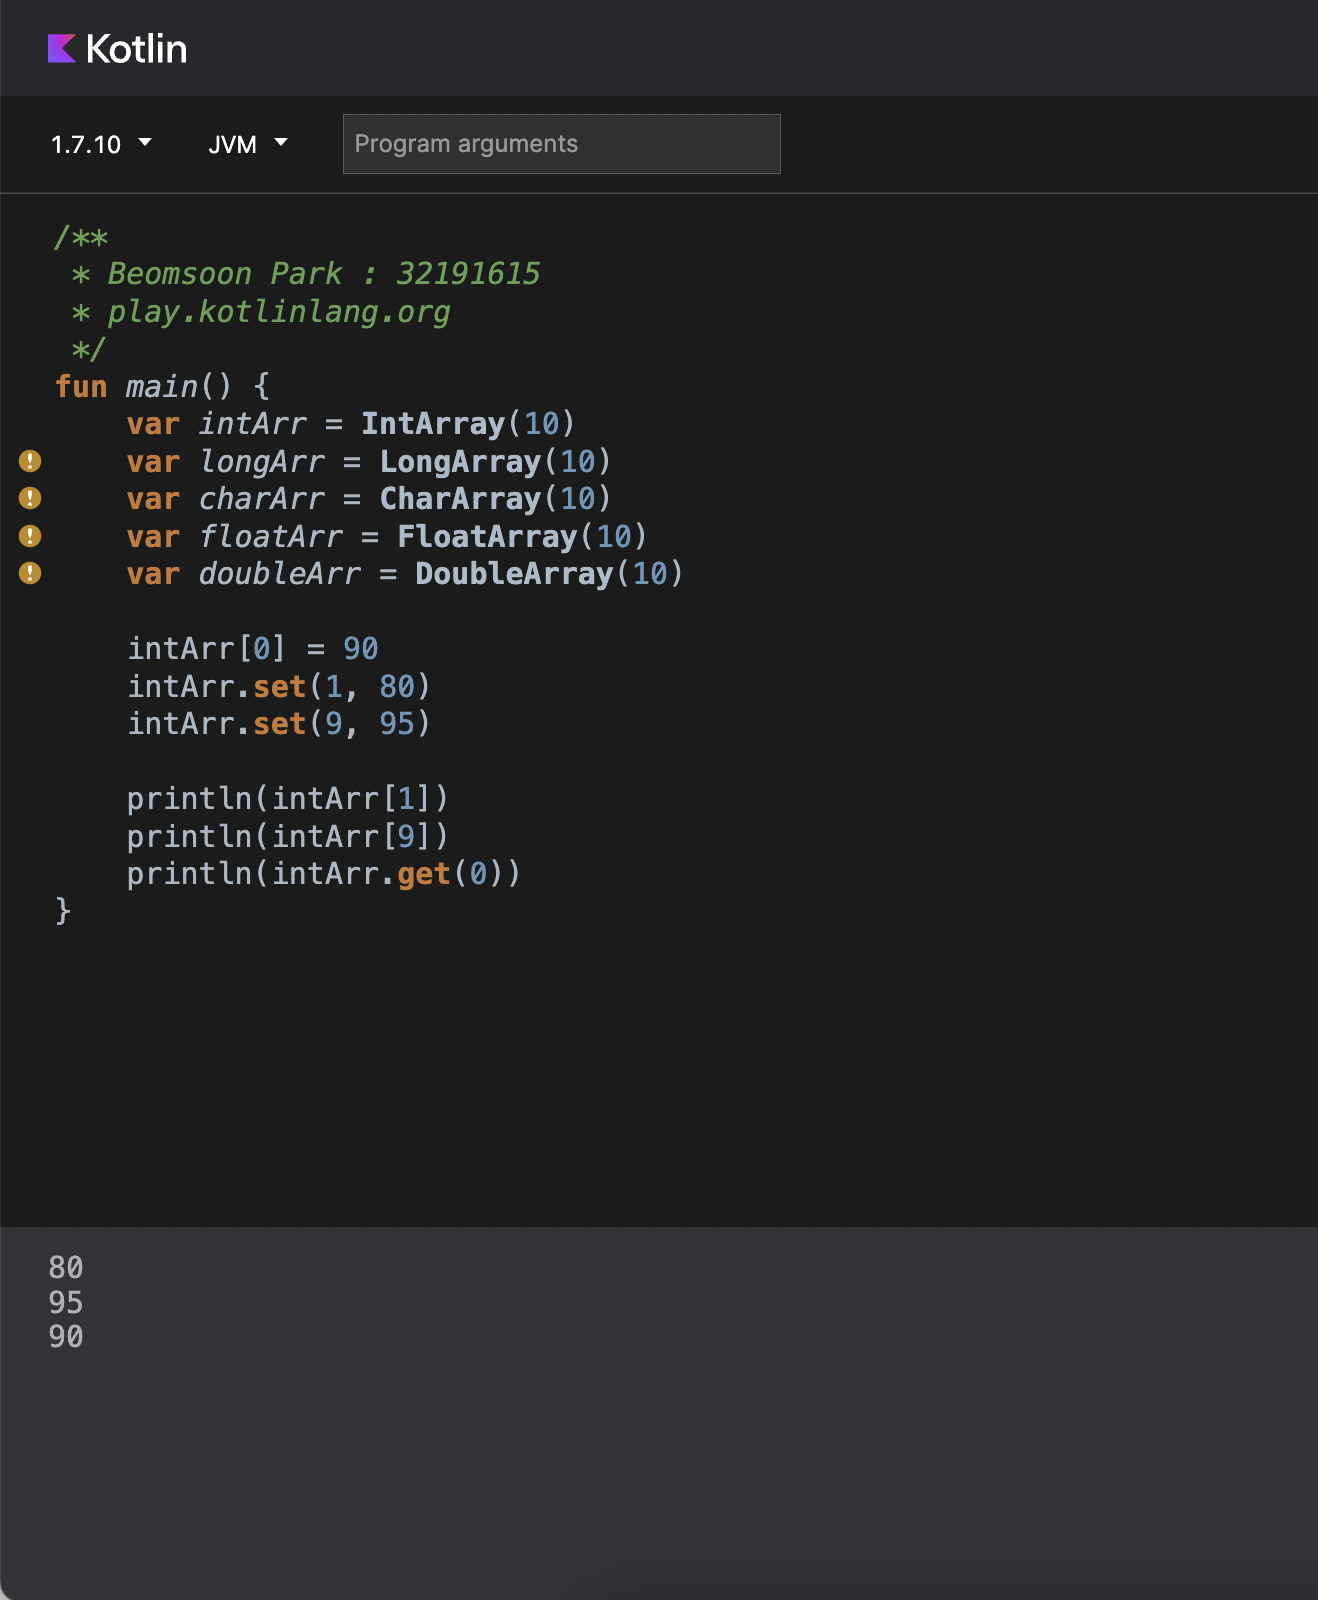 Kotlin
1.7.10 JVM Program arguments
/**
 * Beomsoon Park : 32191615
 * play.kotlinlang.org
 */
fun main() {
    var intArr = IntArray(10)
    var longArr = LongArray(10)
    var charArr = CharArray(10)
    var floatArr = FloatArray(10)
    var doubleArr = DoubleArray(10)

    intArr[0] = 90
    intArr.set(1, 80)
    intArr.set(9, 95)

    println(intArr[1])
    println(intArr[9])
    println(intArr.get(0))
}
80
95
90